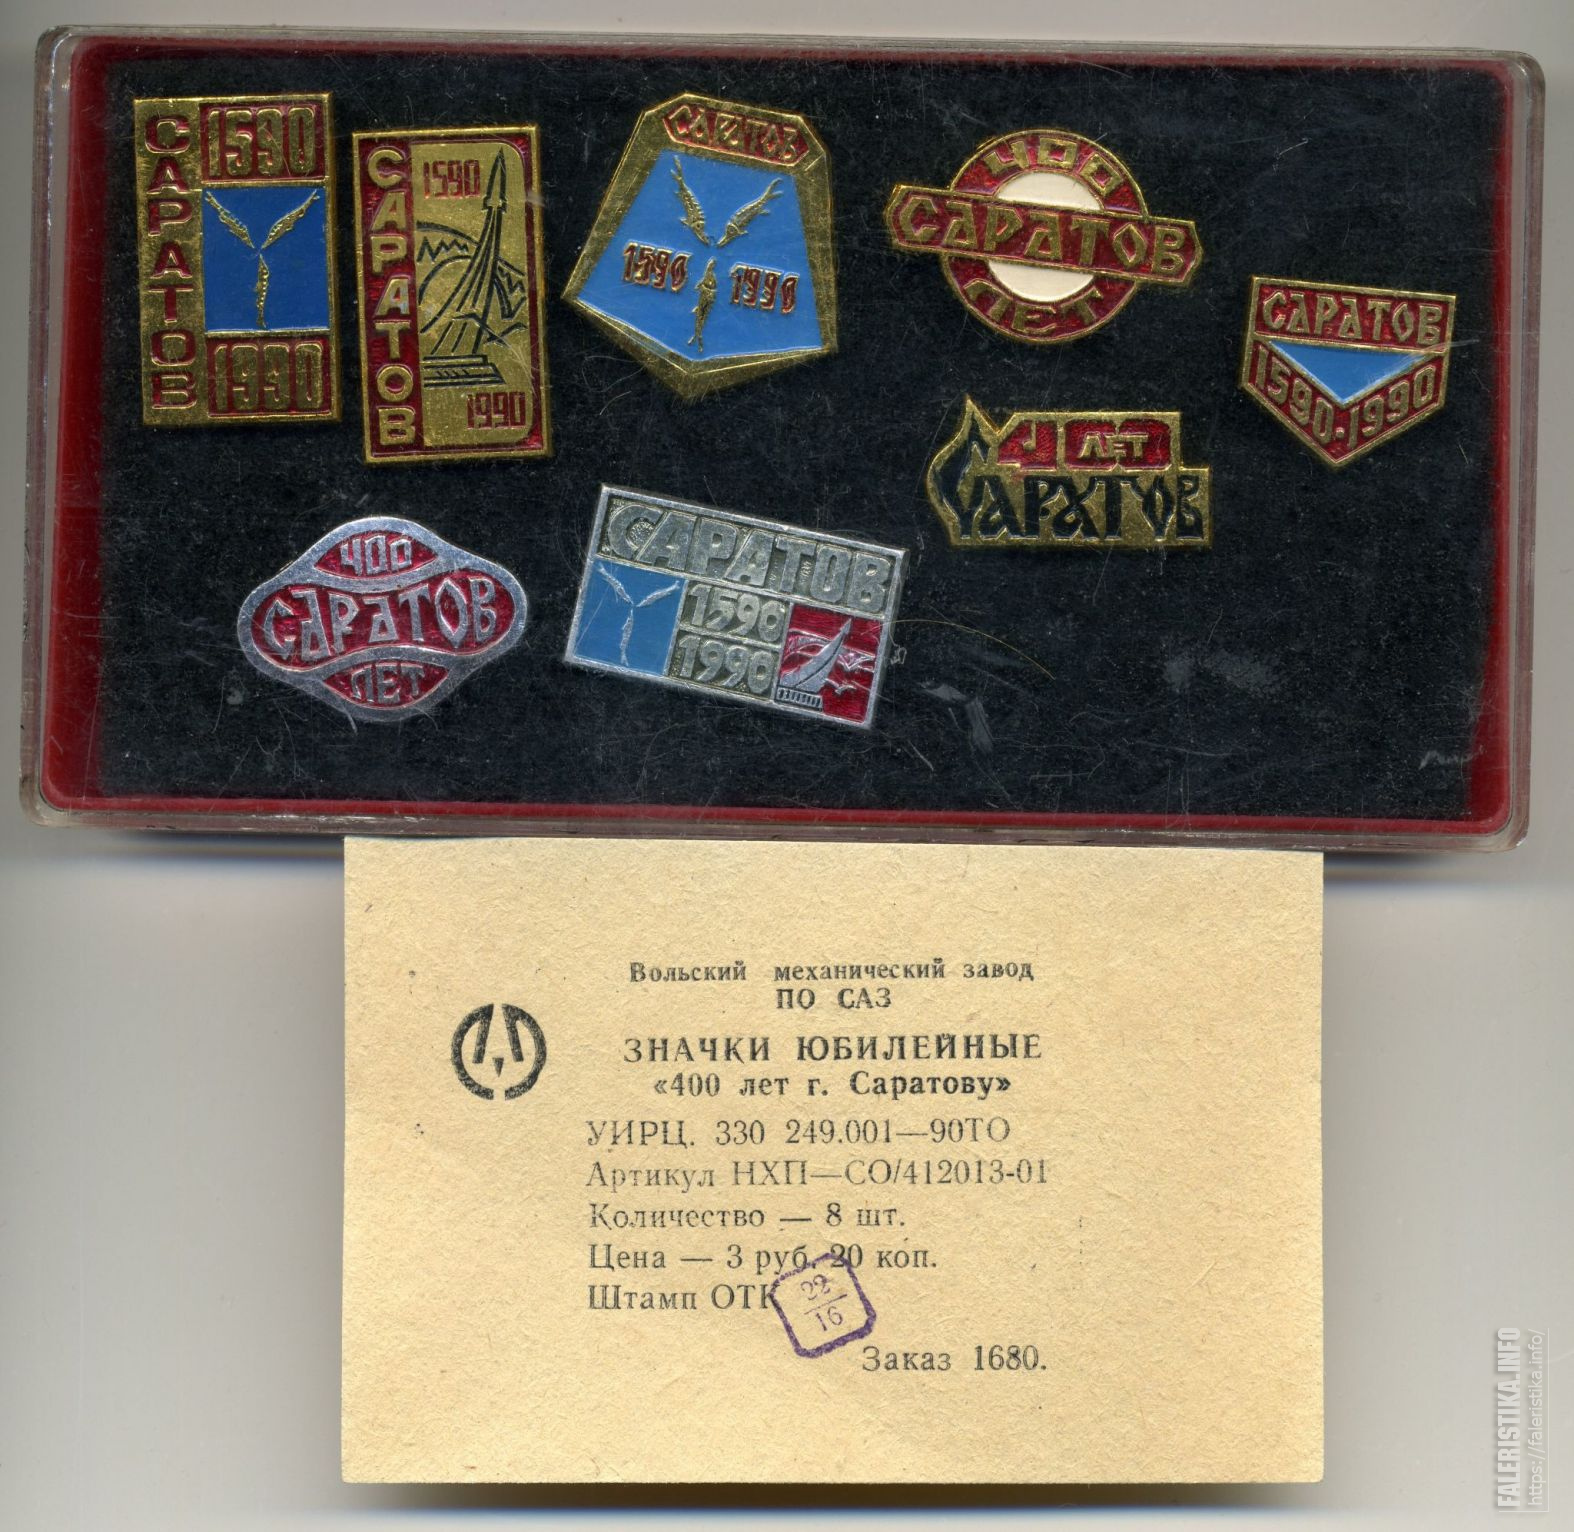 САРАТОВ
1590
1990
САРАТОВ
1590
1990
САРАТОВ
1590 1990
400
САРАТОВ
ЛЕТ
САРАТОВ
1590·1990
400 ЛЕТ
САРАТОВ
400
САРАТОВ
ЛЕТ
САРАТОВ
1590
1990
Вольский механический завод
ПО САЗ
ЗНАЧКИ ЮБИЛЕЙНЫЕ
«400 лет г. Саратову»
УИРЦ. 330 249.001—90ТО
Артикул НХП—СО/412013-01
Количество — 8 шт.
Цена — 3 руб. 20 коп.
Штамп ОТК
22
16
Заказ 1680.
FALERISTIKA.INFO
https://faleristika.info/